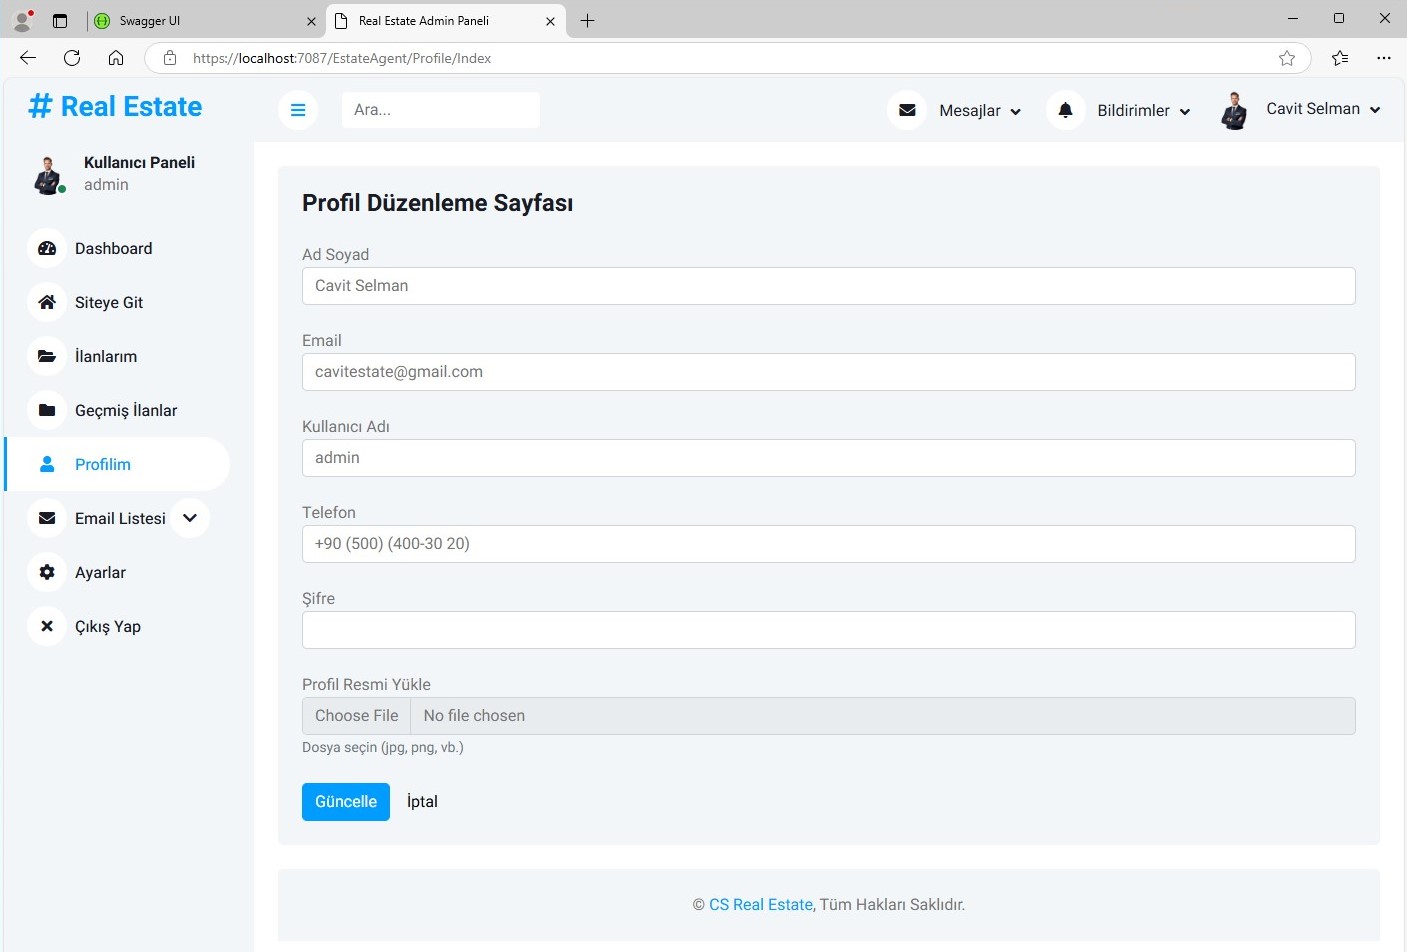 Swagger UI
Real Estate Admin Paneli
https://localhost:7087/EstateAgent/Profile/Index
# Real Estate
Ara...
Mesajlar
Bildirimler
Cavit Selman
Kullanıcı Paneli
admin
Dashboard
Siteye Git
İlanlarım
Geçmiş İlanlar
Profilim
Email Listesi
Ayarlar
Çıkış Yap
Profil Düzenleme Sayfası
Ad Soyad
Cavit Selman
Email
cavitestate@gmail.com
Kullanıcı Adı
admin
Telefon
+90 (500) (400-30 20)
Şifre
Profil Resmi Yükle
Choose File No file chosen
Dosya seçin (jpg, png, vb.)
Güncelle İptal
© CS Real Estate, Tüm Hakları Saklıdır.